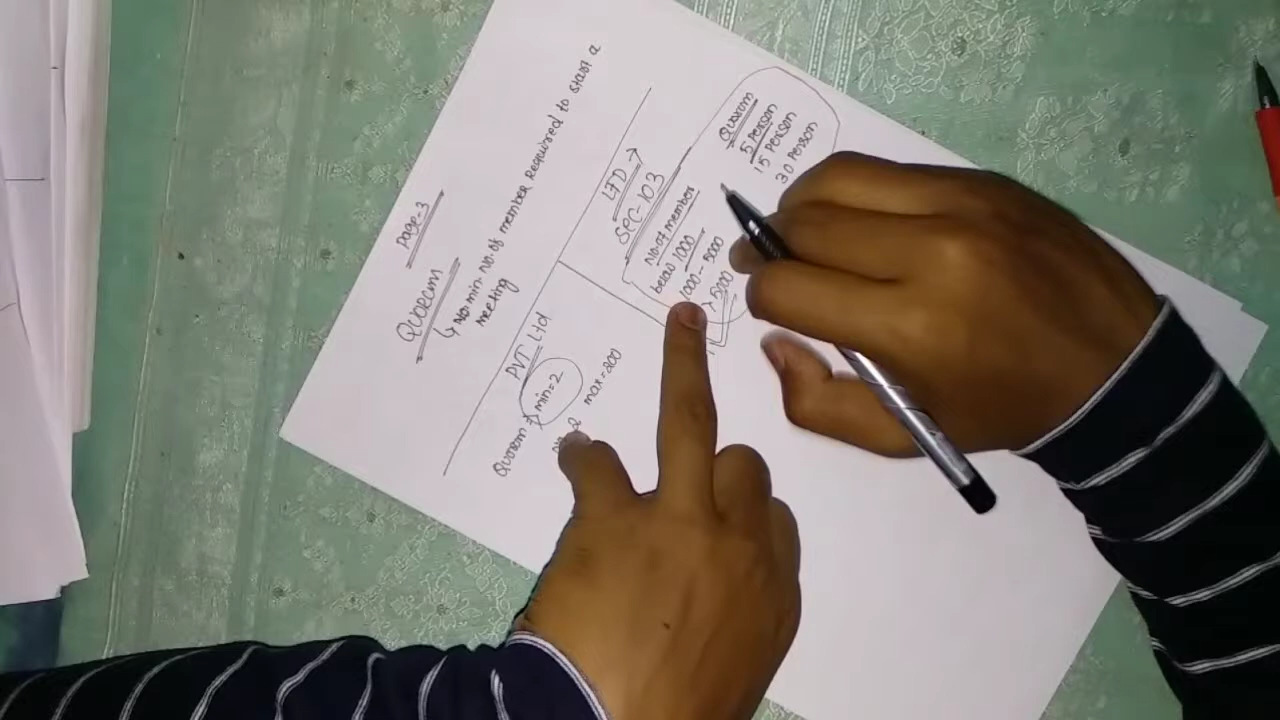 Page-3
Quorum
↳ No. min. No. of member required to start a
meeting
PVT Ltd
Quorum → min = 2
2 max = 200
LTD →
SEC-103
No. of member Quorum
below 1000 5 person
1000 - 5000 15 person
> 5000 30 person